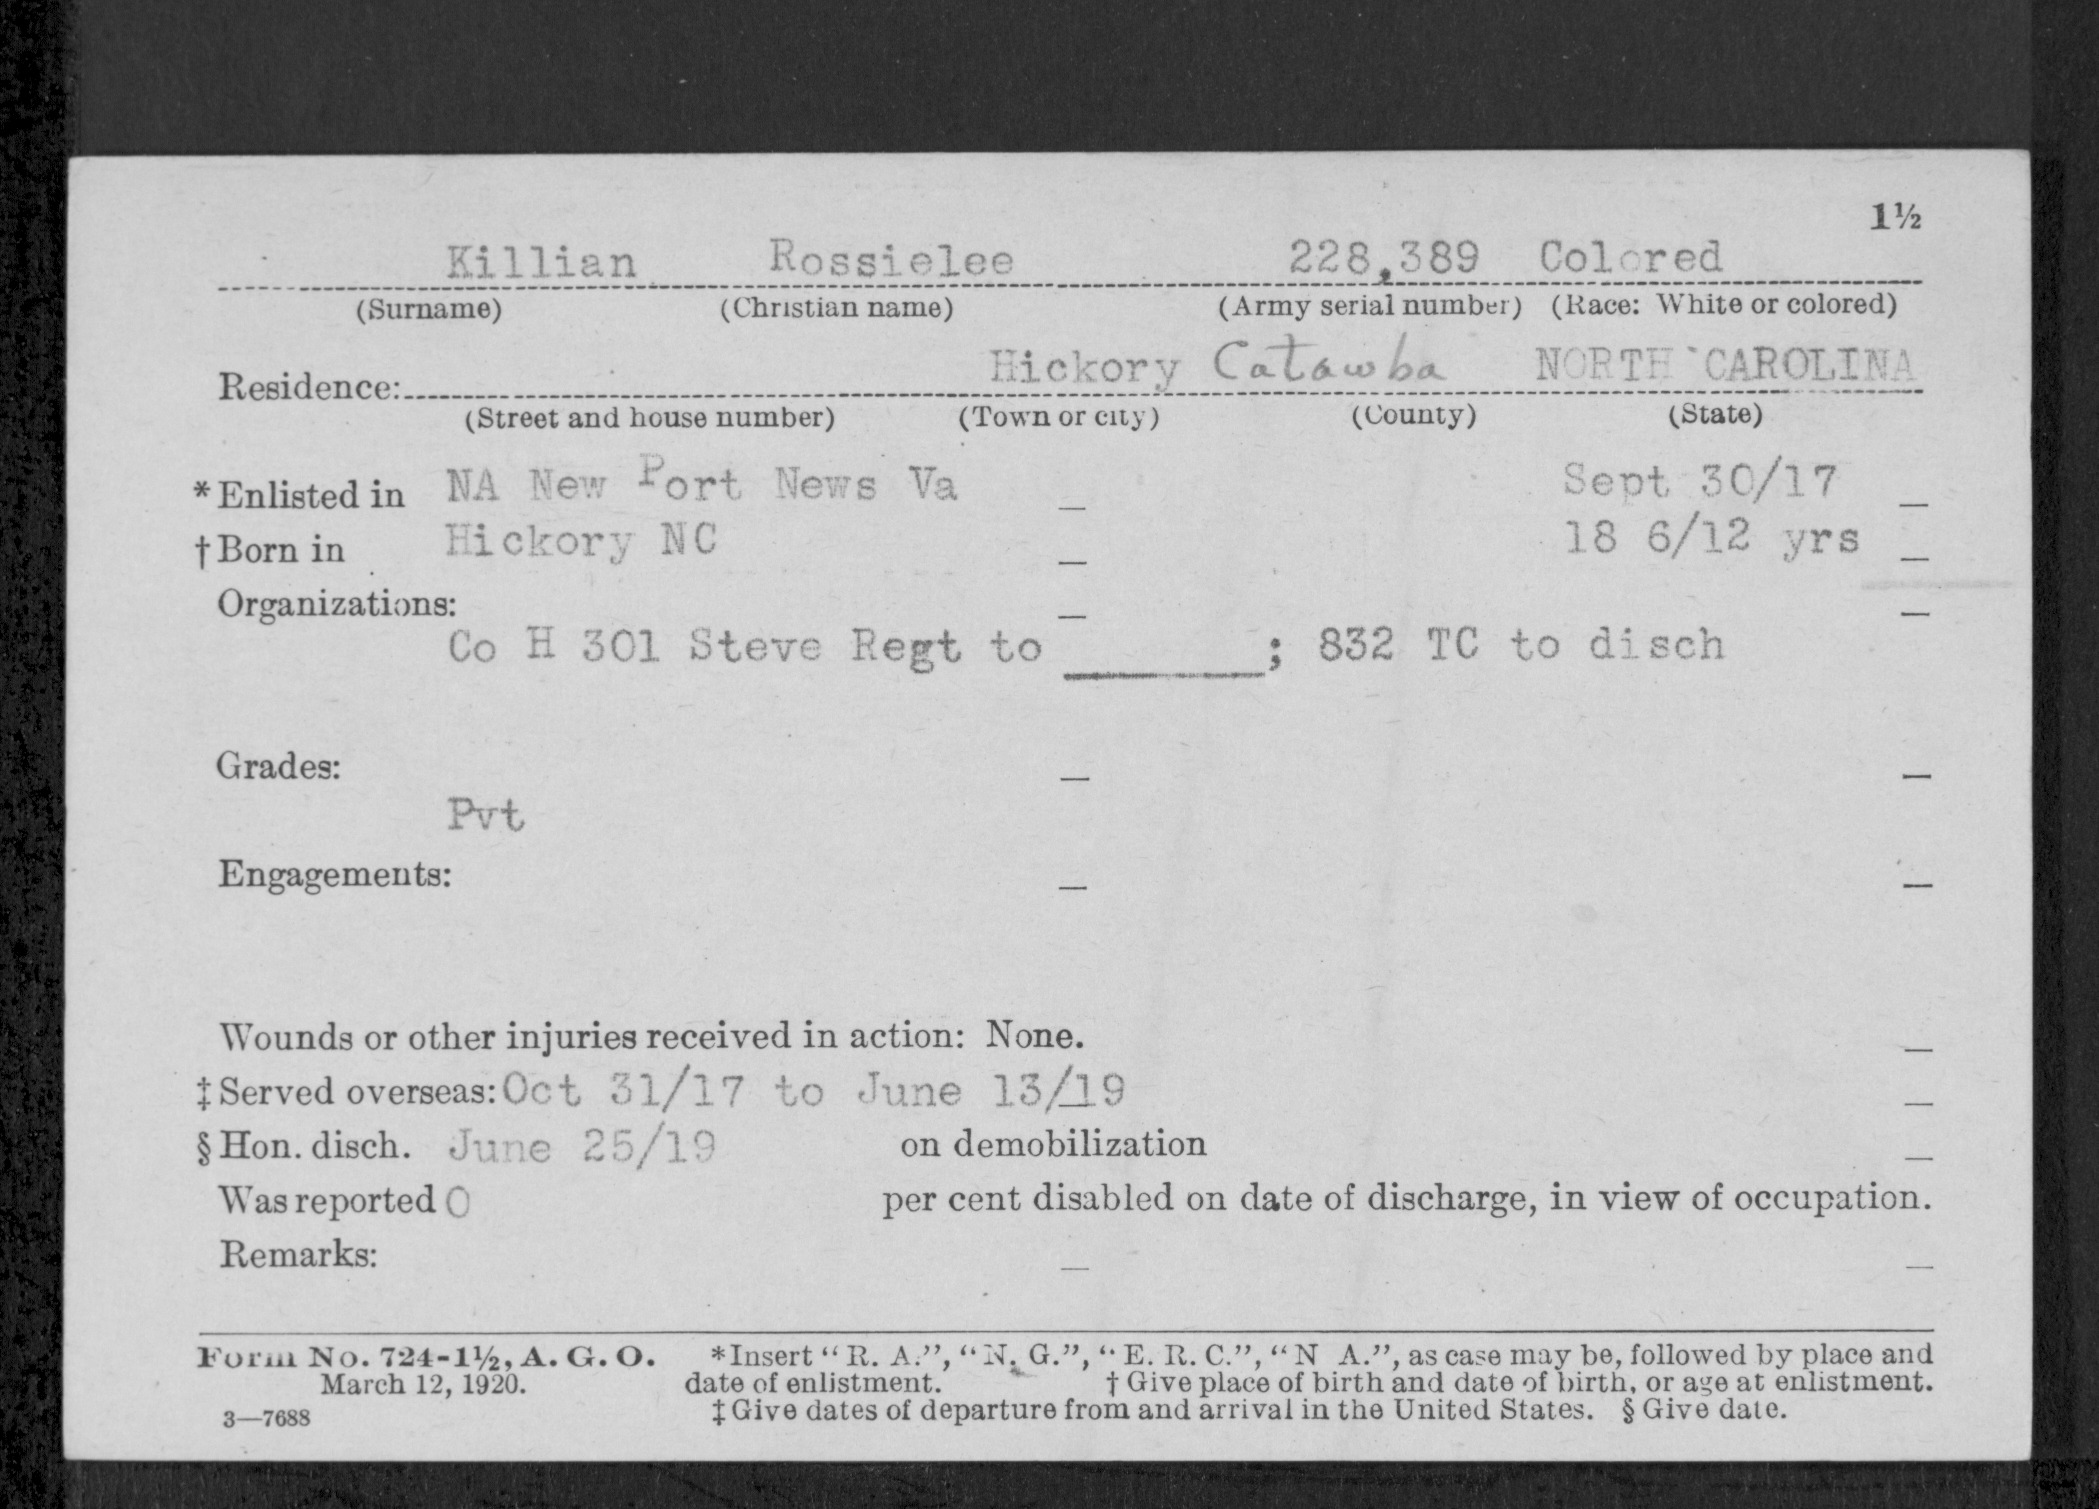 1½
Killian Rossielee 228,389 Colored
(Surname) (Christian name) (Army serial number) (Race: White or colored)
Residence: Hickory Catawba NORTH CAROLINA
(Street and house number) (Town or city) (County) (State)
*Enlisted in NA New Port News Va Sept 30/17
†Born in Hickory NC 18 6/12 yrs
Organizations:
Co H 301 Steve Regt to ______; 832 TC to disch
Grades:
Pvt
Engagements:
Wounds or other injuries received in action: None.
‡Served overseas: Oct 31/17 to June 13/19
§Hon. disch. June 25/19 on demobilization
Was reported 0 per cent disabled on date of discharge, in view of occupation.
Remarks:
Form No. 724-1½, A. G. O. *Insert "R. A.", "N. G.", "E. R. C.", "N A.", as case may be, followed by place and
March 12, 1920. date of enlistment. †Give place of birth and date of birth, or age at enlistment.
3—7688 ‡Give dates of departure from and arrival in the United States. §Give date.